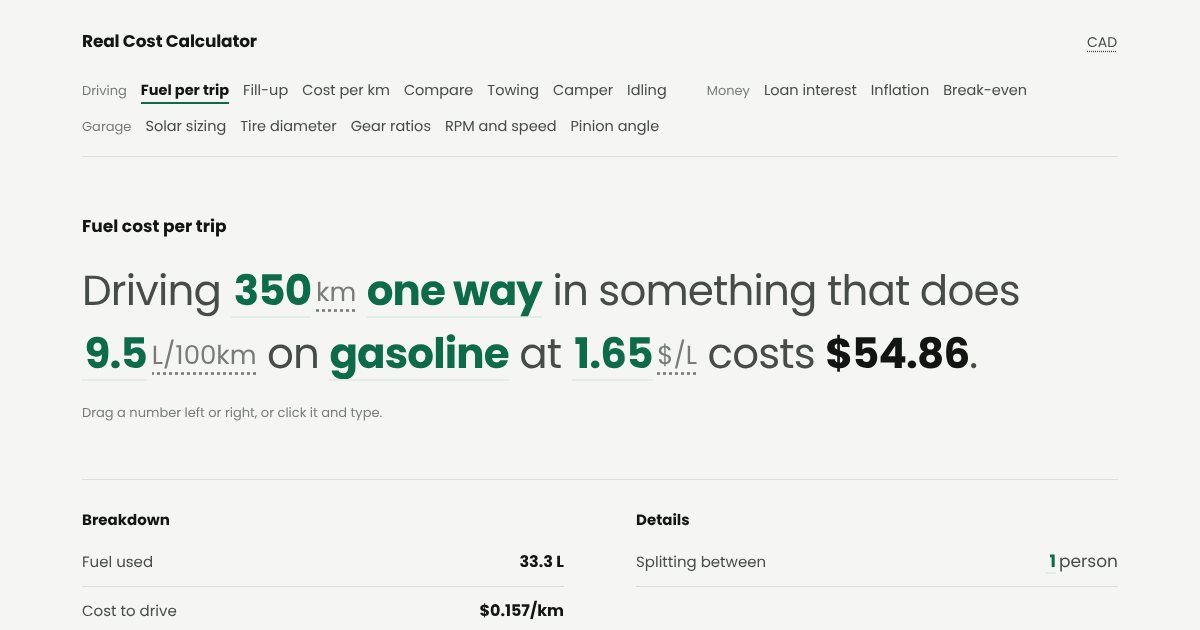 Real Cost Calculator
CAD
Driving Fuel per trip Fill-up Cost per km Compare Towing Camper Idling Money Loan interest Inflation Break-even
Garage Solar sizing Tire diameter Gear ratios RPM and speed Pinion angle
Fuel cost per trip
Driving 350 km one way in something that does
9.5 L/100km on gasoline at 1.65 $/L costs $54.86.
Drag a number left or right, or click it and type.
Breakdown
Fuel used 33.3 L
Cost to drive $0.157/km
Details
Splitting between 1 person